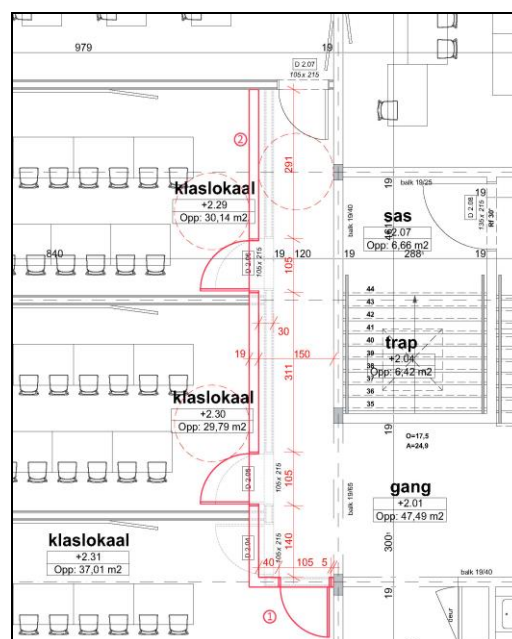 979
19
D 2.07
105 x 215
2
291
klaslokaal
+2.29
Opp: 30,14 m2
balk 19/25
19
19
sas
+2.07
Opp: 6.66 m2
461
balk 19/40
D 2.08
135 x 215
Rf 30'
840
D 2.06
105 x 215
105
19
120
19
288
19
44
43
42
41
40
39
38
37
36
35
30
19
150
311
trap
+2.04
Opp: 6,42 m2
klaslokaal
+2.30
Opp: 29,79 m2
19
O=17,5
A=24,9
D 2.05
105 x 215
105
balk 19/65
gang
+2.01
Opp: 47,49 m2
klaslokaal
+2.31
Opp: 37,01 m2
D 2.04
105 x 215
140
300
40
105
5
balk 19/40
19
1
deur